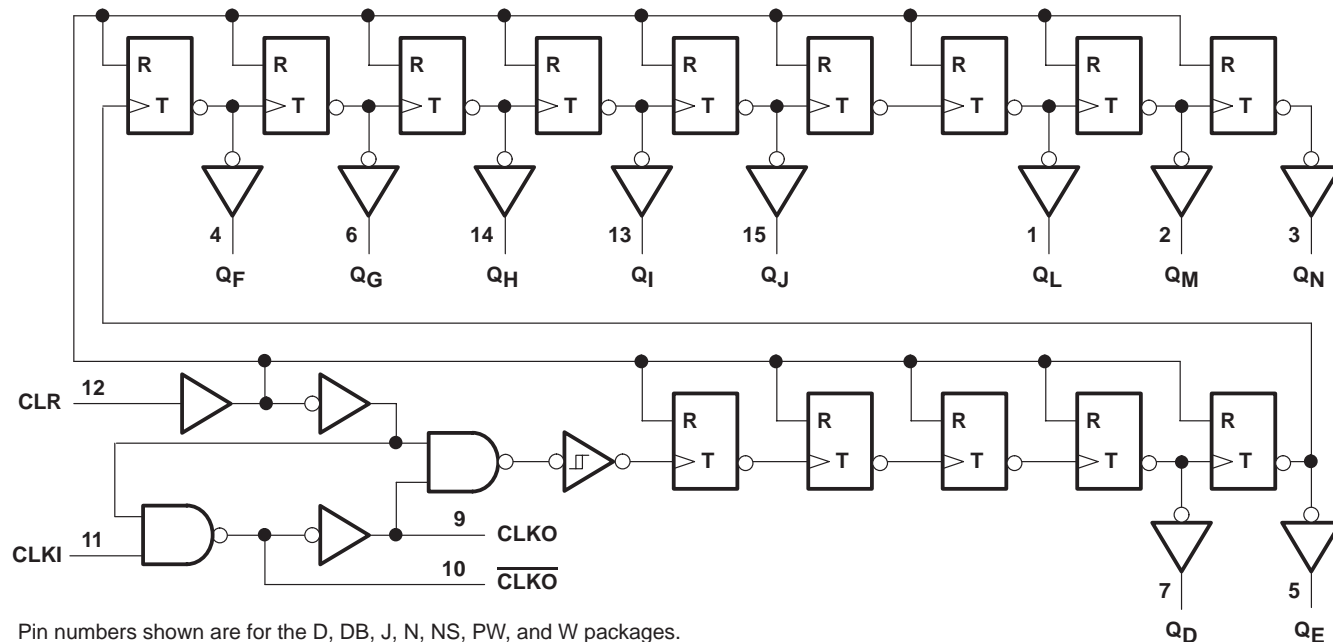 R R R R R R R R R
T T T T T T T T T
4 6 14 13 15 1 2 3
QF QG QH QI QJ QL QM QN
CLR 12
R R R R R
T T T T T
9 CLKO
CLKI 11
10 CLKO
7 5
Pin numbers shown are for the D, DB, J, N, NS, PW, and W packages.
QD QE